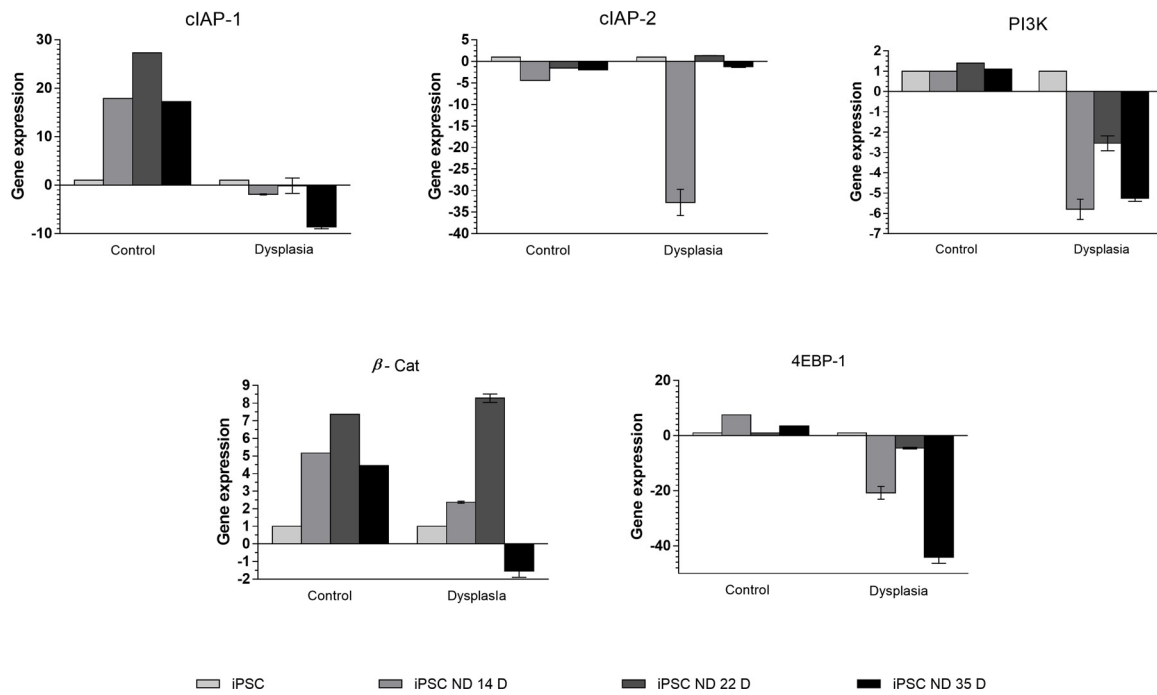 cIAP-1
Gene expression
30
20
10
0
-10
Control Dysplasia
cIAP-2
Gene expression
5
0
-5
-10
-15
-20
-25
-30
-35
-40
Control Dysplasia
PI3K
Gene expression
2
1
0
-1
-2
-3
-4
-5
-6
-7
Control Dysplasia
β- Cat
Gene expression
9
8
7
6
5
4
3
2
1
0
-1
-2
Control Dysplasla
4EBP-1
Gene expression
20
0
-20
-40
Control Dysplasia
iPSC iPSC ND 14 D iPSC ND 22 D iPSC ND 35 D